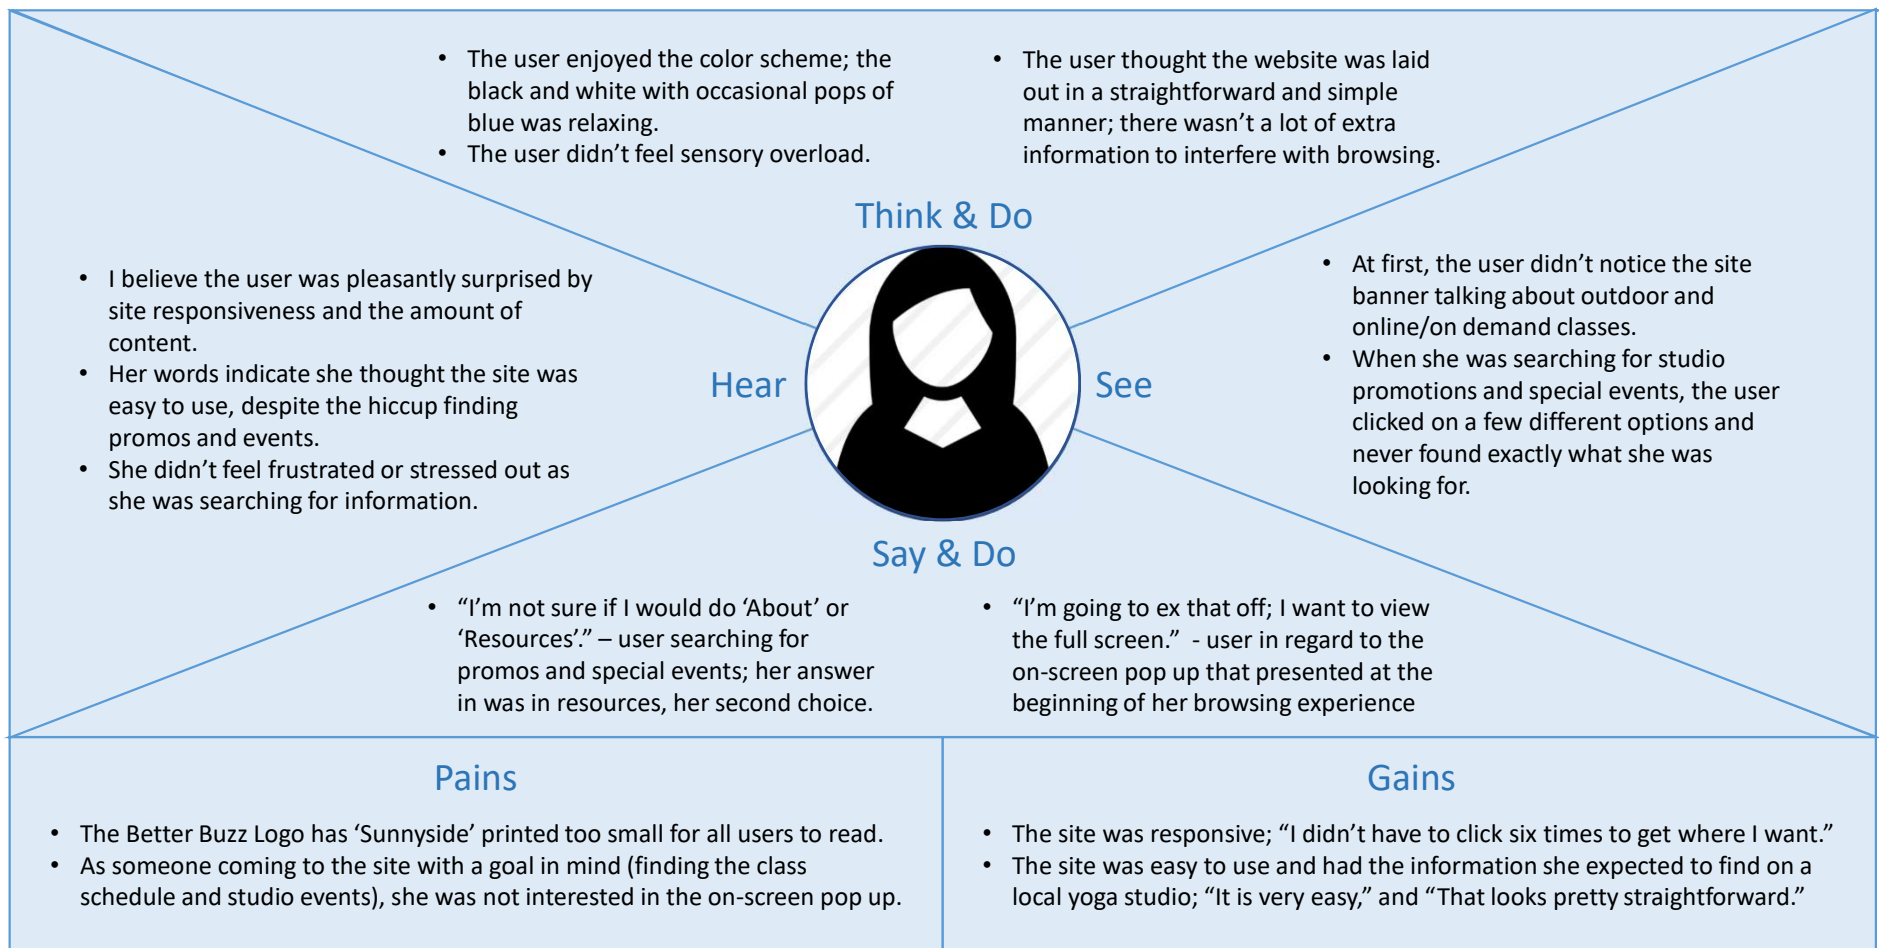 • The user enjoyed the color scheme; the
black and white with occasional pops of
blue was relaxing.
• The user didn’t feel sensory overload.
• The user thought the website was laid
out in a straightforward and simple
manner; there wasn’t a lot of extra
information to interfere with browsing.
Think & Do
• I believe the user was pleasantly surprised by
site responsiveness and the amount of
content.
• Her words indicate she thought the site was
easy to use, despite the hiccup finding
promos and events.
• She didn’t feel frustrated or stressed out as
she was searching for information.
Hear
See
• At first, the user didn’t notice the site
banner talking about outdoor and
online/on demand classes.
• When she was searching for studio
promotions and special events, the user
clicked on a few different options and
never found exactly what she was
looking for.
Say & Do
• “I’m not sure if I would do ‘About’ or
‘Resources’.” – user searching for
promos and special events; her answer
in was in resources, her second choice.
• “I’m going to ex that off; I want to view
the full screen.” - user in regard to the
on-screen pop up that presented at the
beginning of her browsing experience
Pains
• The Better Buzz Logo has ‘Sunnyside’ printed too small for all users to read.
• As someone coming to the site with a goal in mind (finding the class
schedule and studio events), she was not interested in the on-screen pop up.
Gains
• The site was responsive; “I didn’t have to click six times to get where I want.”
• The site was easy to use and had the information she expected to find on a
local yoga studio; “It is very easy,” and “That looks pretty straightforward.”